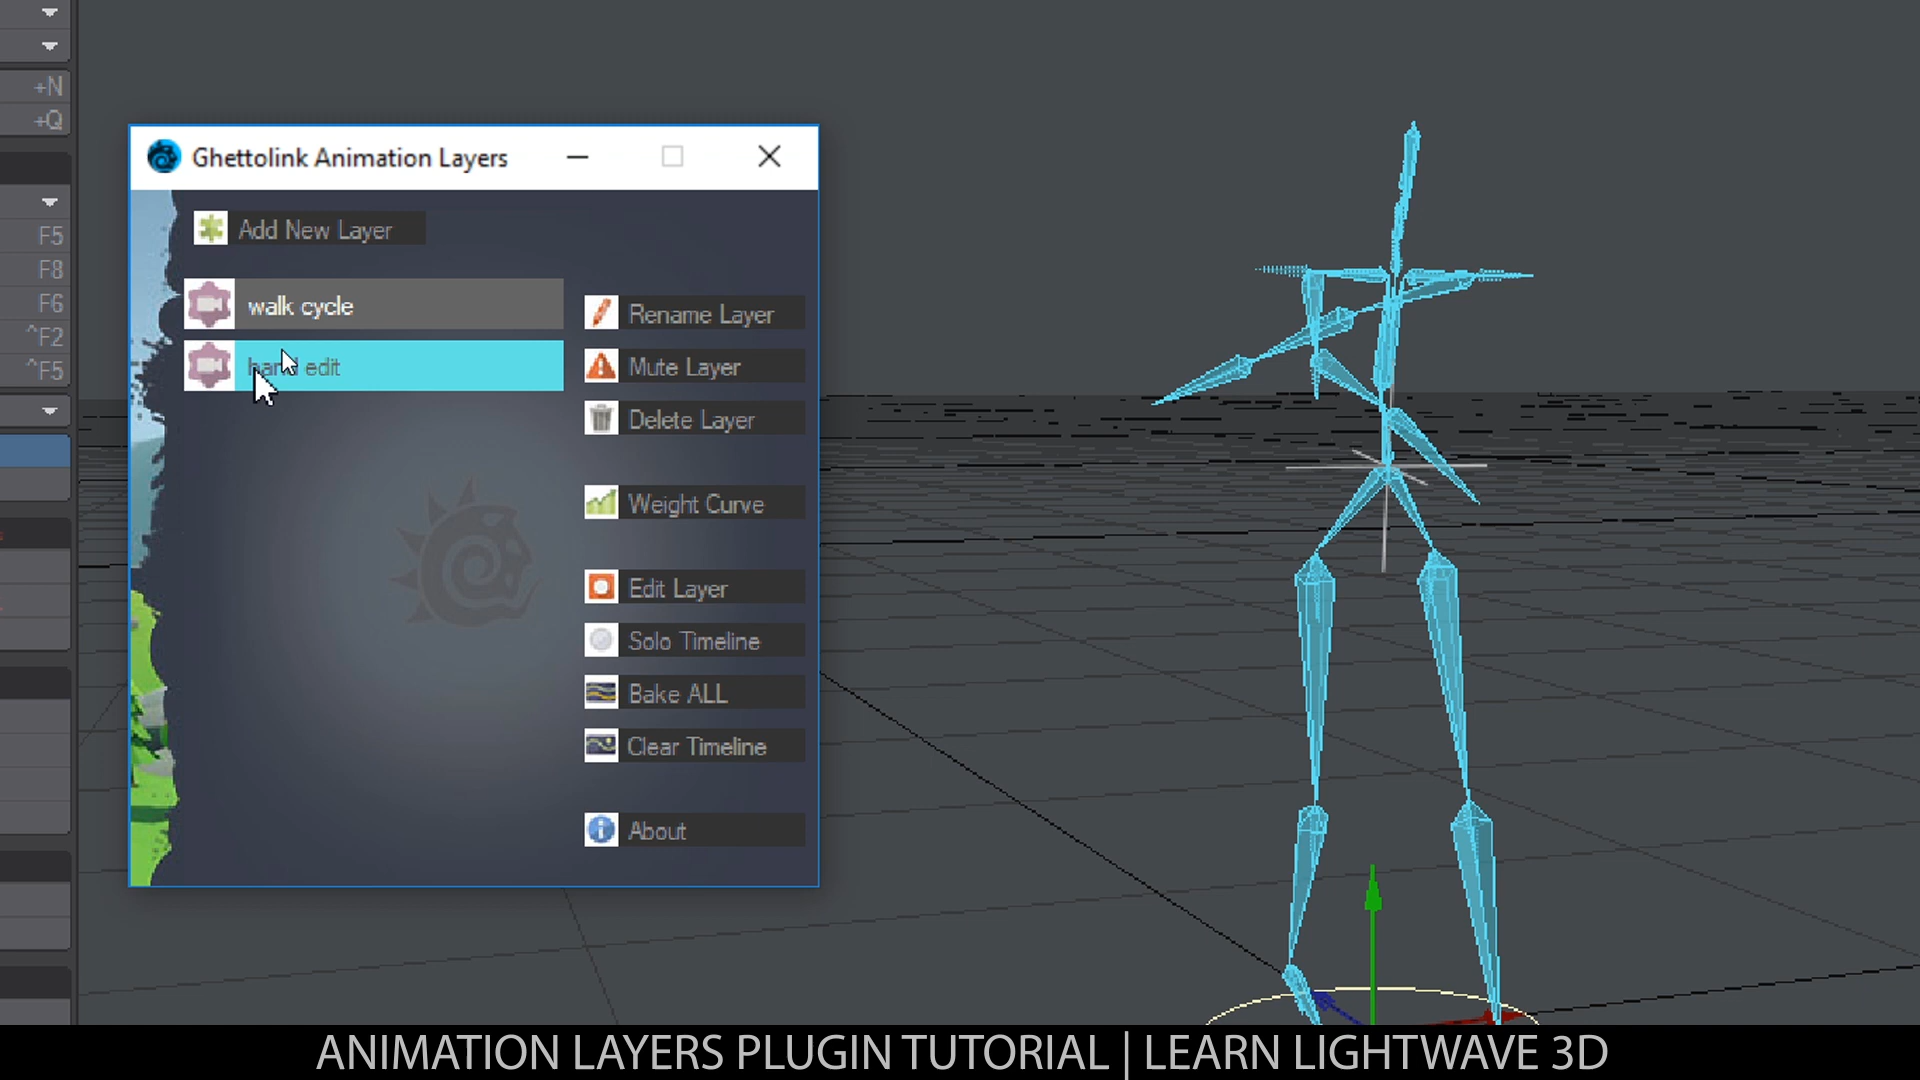 +N
+Q
F5
F8
F6
^F2
^F5
Ghettolink Animation Layers
Add New Layer
walk cycle
hand edit
Rename Layer
Mute Layer
Delete Layer
Weight Curve
Edit Layer
Solo Timeline
Bake ALL
Clear Timeline
About
ANIMATION LAYERS PLUGIN TUTORIAL | LEARN LIGHTWAVE 3D